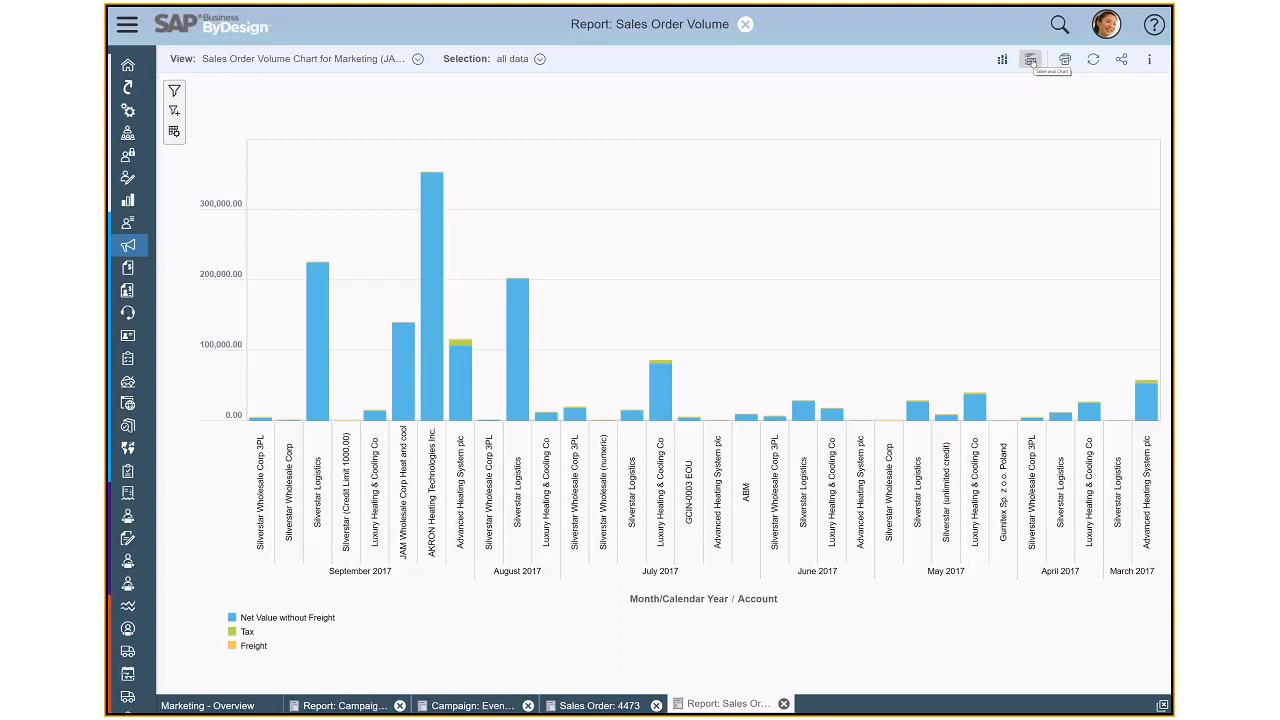 SAP Business ByDesign
Report: Sales Order Volume
View: Sales Order Volume Chart for Marketing (JA...
Selection: all data
Table and Chart
300,000.00
200,000.00
100,000.00
0.00
Silverstar Wholesale Corp 3PL
Silverstar Wholesale Corp
Silverstar Logistics
Silverstar (Credit Limit 1000,00)
Luxury Heating & Cooling Co
JAM Wholesale Corp Heat and cool
AKRON Heating Technologies Inc.
Advanced Heating System plc
Silverstar Wholesale Corp 3PL
Silverstar Logistics
Luxury Heating & Cooling Co
Silverstar Wholesale Corp 3PL
Silverstar Wholesale (numeric)
Silverstar Logistics
Luxury Heating & Cooling Co
GCIN-0003 EOU
Advanced Heating System plc
ABM
Silverstar Wholesale Corp 3PL
Silverstar Logistics
Luxury Heating & Cooling Co
Advanced Heating System plc
Silverstar Wholesale Corp
Silverstar Logistics
Silverstar (unlimited credit)
Luxury Heating & Cooling Co
Gumitex Sp. z o.o. Poland
Silverstar Wholesale Corp 3PL
Silverstar Logistics
Luxury Heating & Cooling Co
Silverstar Logistics
Advanced Heating System plc
September 2017
August 2017
July 2017
June 2017
May 2017
April 2017
March 2017
Month/Calendar Year / Account
Net Value without Freight
Tax
Freight
Marketing - Overview
Report: Campaig...
Campaign: Even...
Sales Order: 4473
Report: Sales Or...